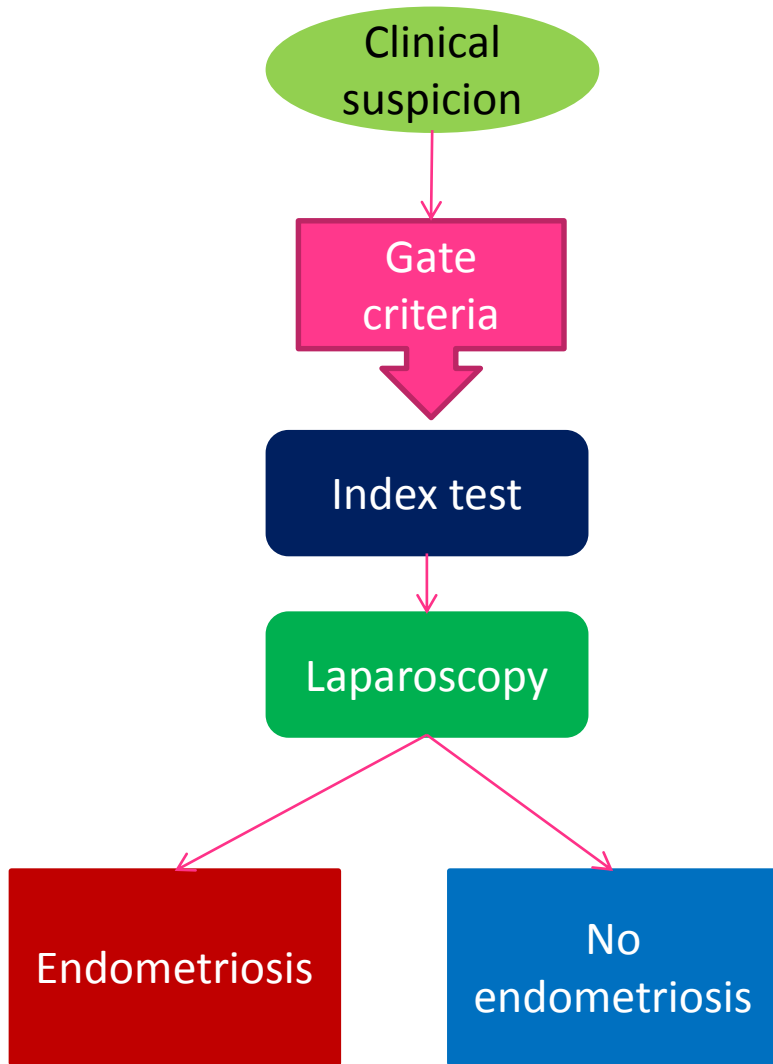 Clinical
suspicion
Gate
criteria
Index test
Laparoscopy
Endometriosis
No
endometriosis